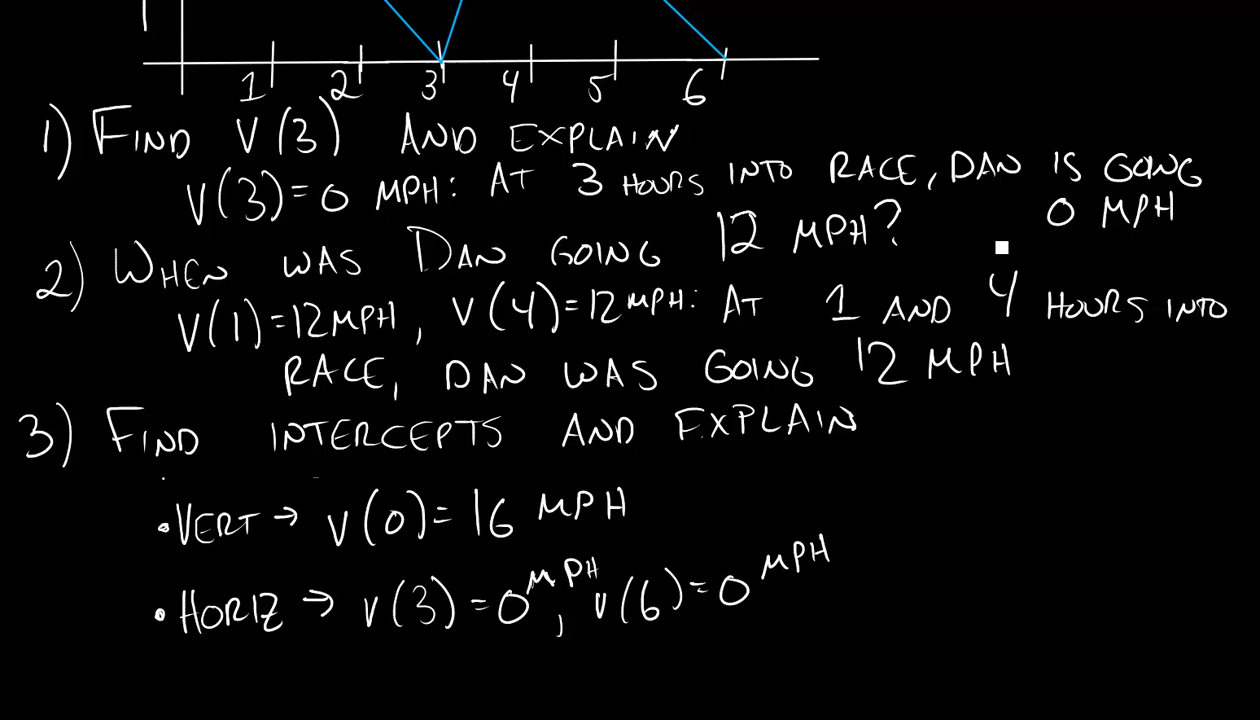 1 2 3 4 5 6
1) FIND V(3) AND EXPLAIN
V(3)=0 MPH: AT 3 HOURS INTO RACE, DAN IS GOING
0 MPH
2) WHEN WAS DAN GOING 12 MPH?
V(1)=12MPH, V(4)=12MPH: AT 1 AND 4 HOURS INTO
RACE, DAN WAS GOING 12 MPH
3) FIND INTERCEPTS AND EXPLAIN
• VERT → V(0)=16 MPH
• HORIZ → V(3)=0 MPH, V(6)=0 MPH